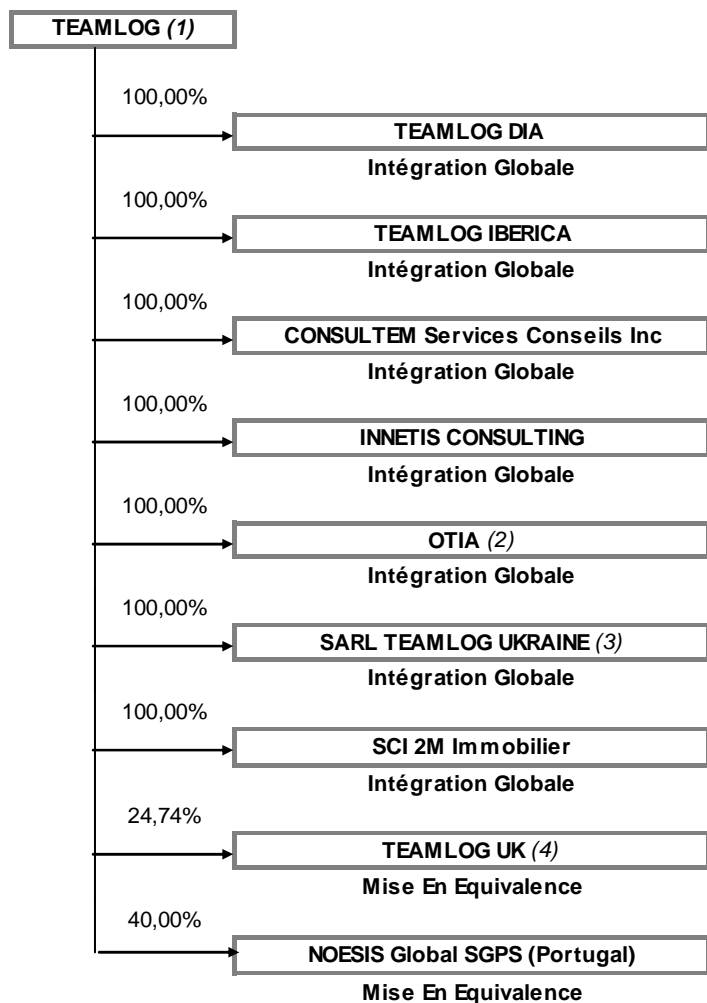 TEAMLOG (1)
100,00%
TEAMLOG DIA
Intégration Globale
100,00%
TEAMLOG IBERICA
Intégration Globale
100,00%
CONSULTEM Services Conseils Inc
Intégration Globale
100,00%
INNETIS CONSULTING
Intégration Globale
100,00%
OTIA (2)
Intégration Globale
100,00%
SARL TEAMLOG UKRAINE (3)
Intégration Globale
100,00%
SCI 2M Immobilier
Intégration Globale
24,74%
TEAMLOG UK (4)
Mise En Equivalence
40,00%
NOESIS Global SGPS (Portugal)
Mise En Equivalence